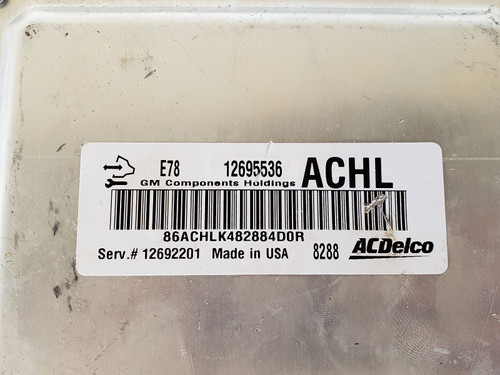 E78 12695536 ACHL
GM Components Holdings
86ACHLK482884D0R
Serv.# 12692201 Made in USA 8288 ACDelco